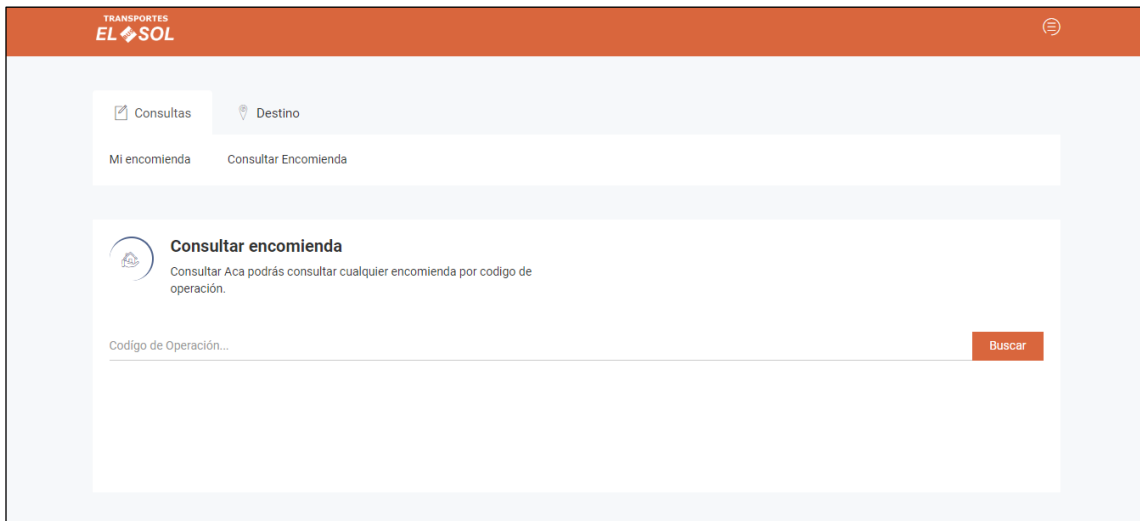 TRANSPORTES
EL SOL
Consultas
Destino
Mi encomienda
Consultar Encomienda
Consultar encomienda
Consultar Aca podrás consultar cualquier encomienda por codigo de
operación.
Codigo de Operación...
Buscar